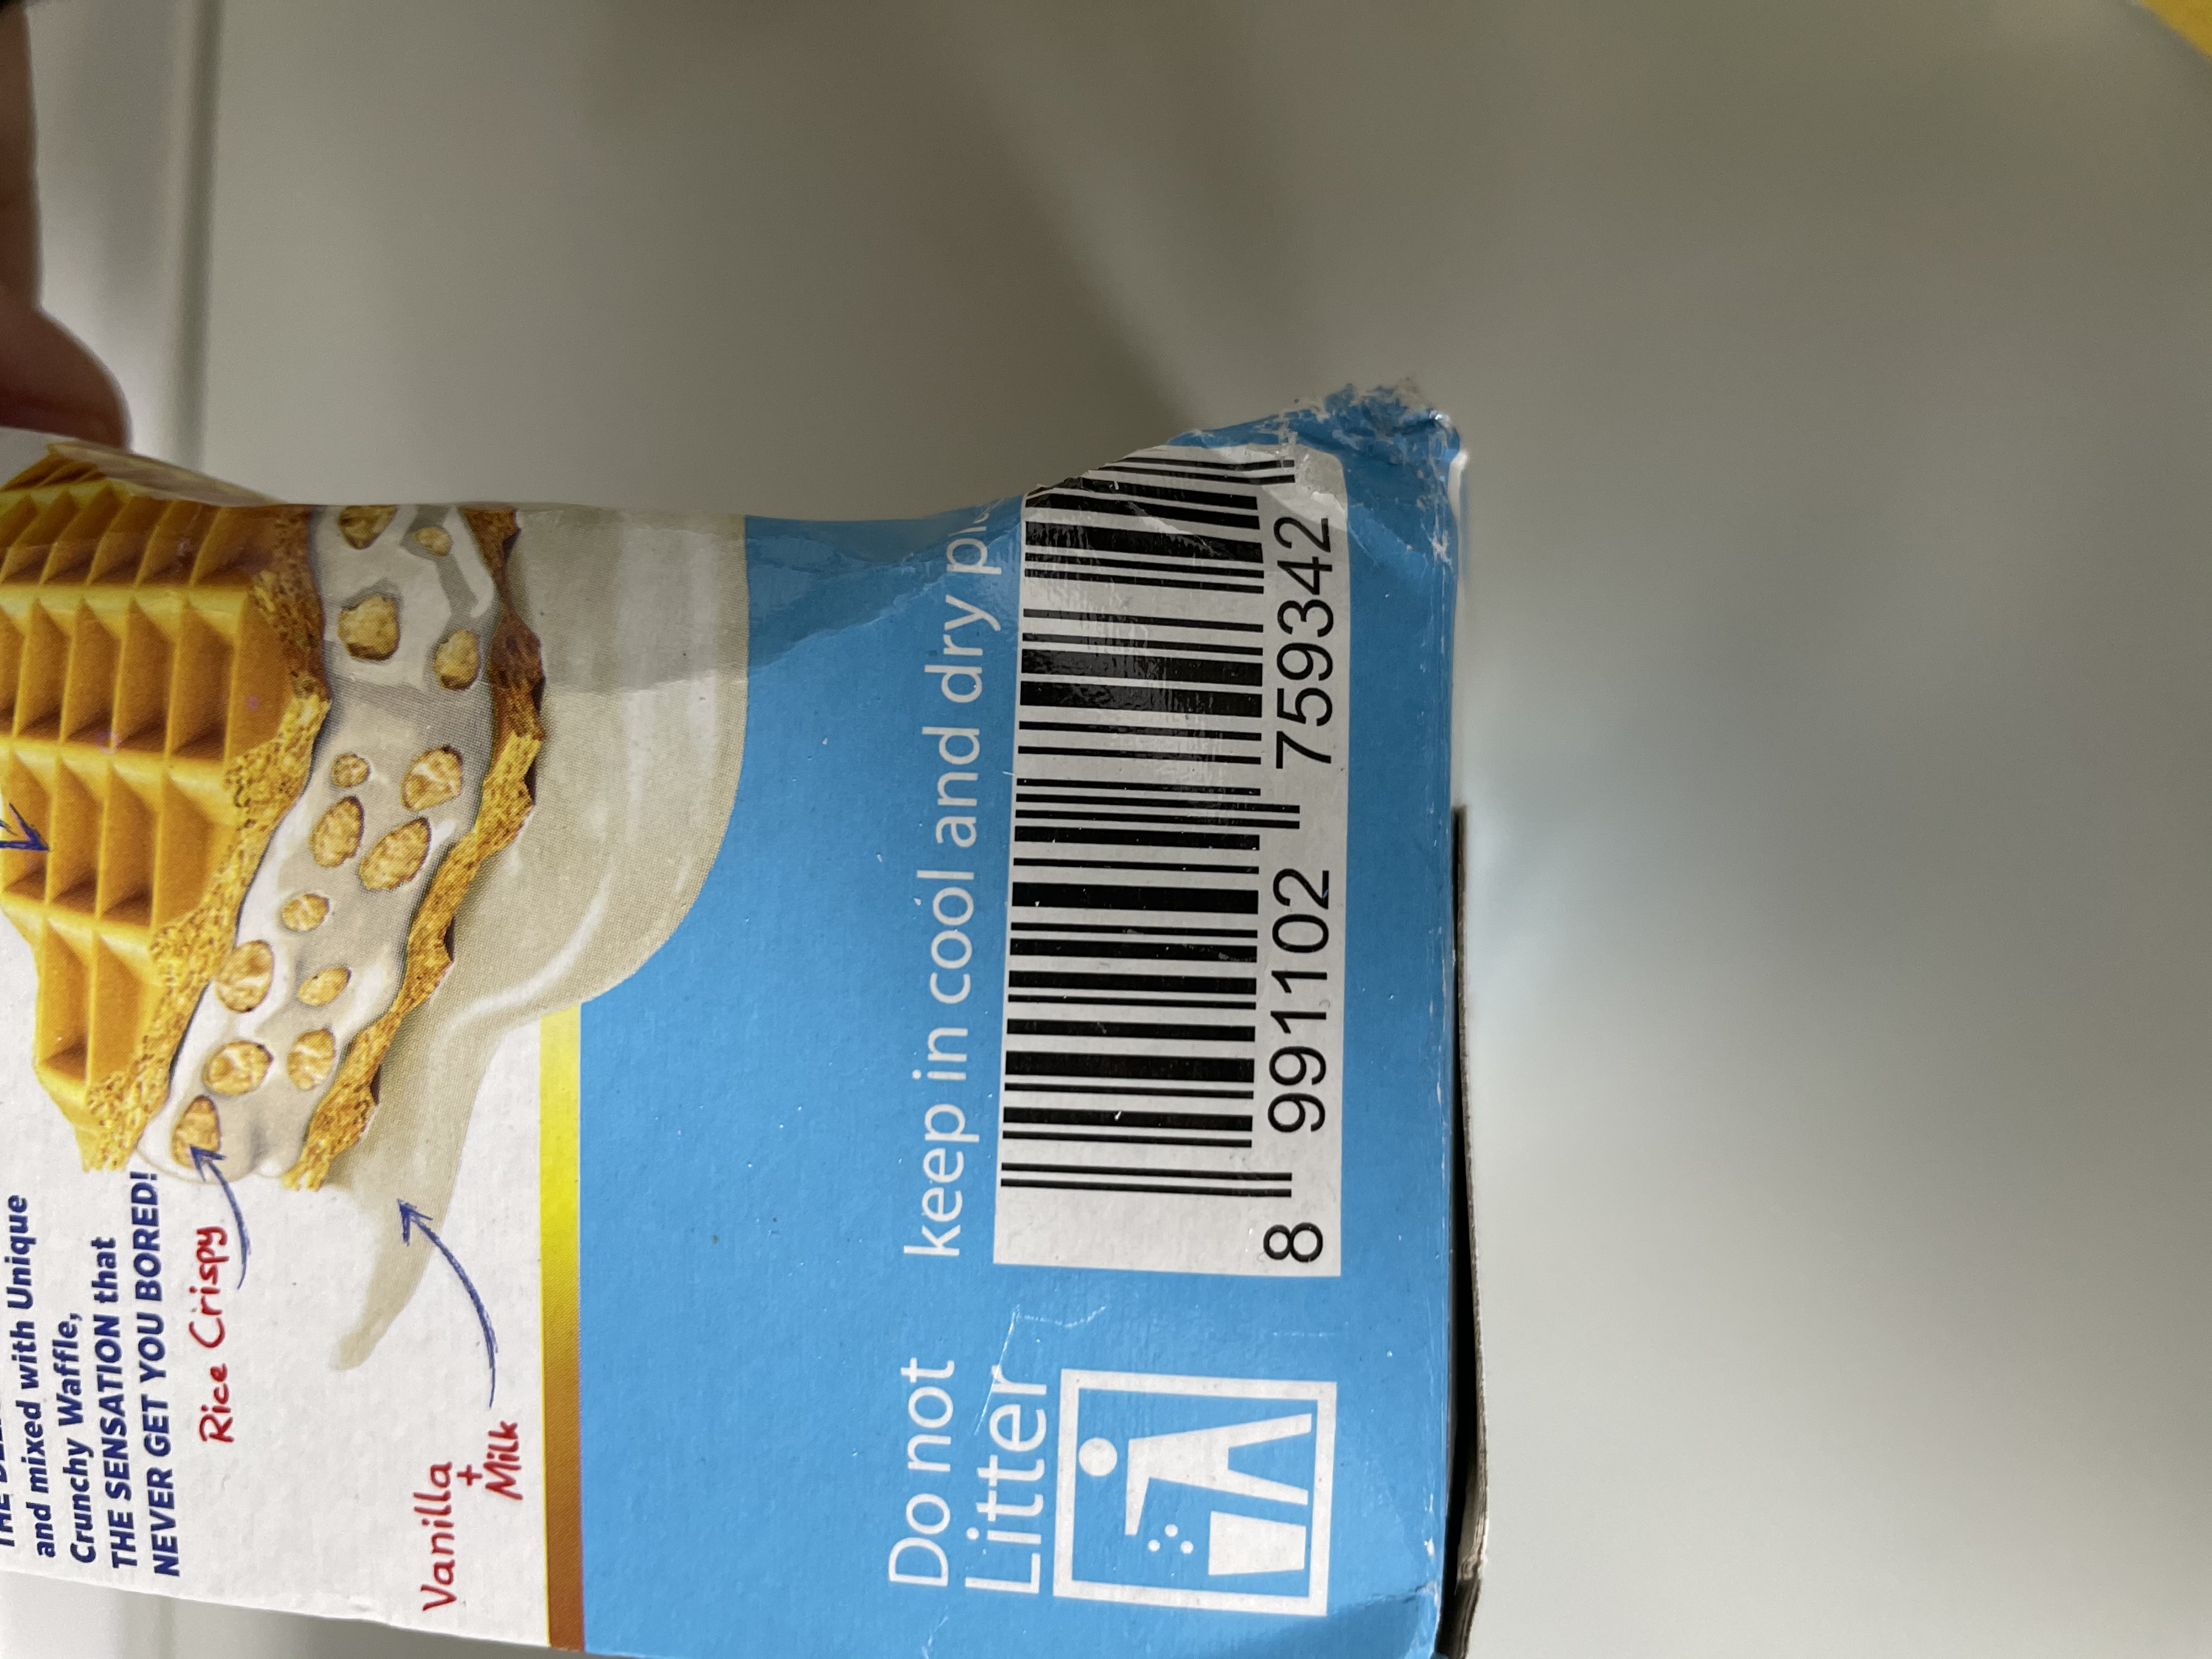 and mixed with Unique
Crunchy Waffle,
THE SENSATION that
NEVER GET YOU BORED!
Rice Crispy
Vanilla
+
Milk
Do not
Litter
keep in cool and dry
8 991102 759342